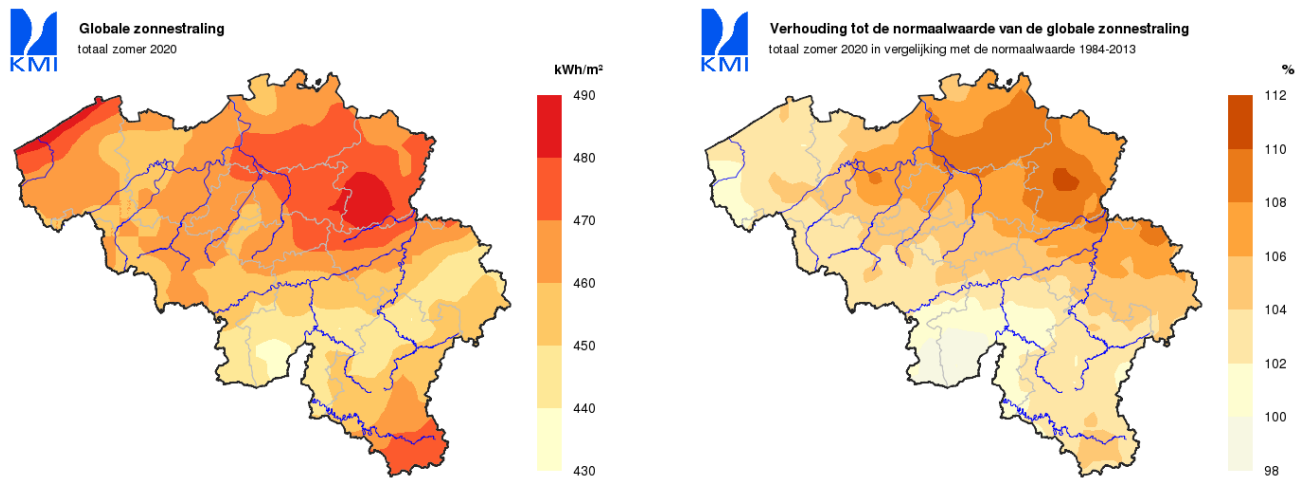 KMI
Globale zonnestraling
totaal zomer 2020
kWh/m²
490
480
470
460
450
440
430
KMI
Verhouding tot de normaalwaarde van de globale zonnestraling
totaal zomer 2020 in vergelijking met de normaalwaarde 1984-2013
%
112
110
108
106
104
102
100
98